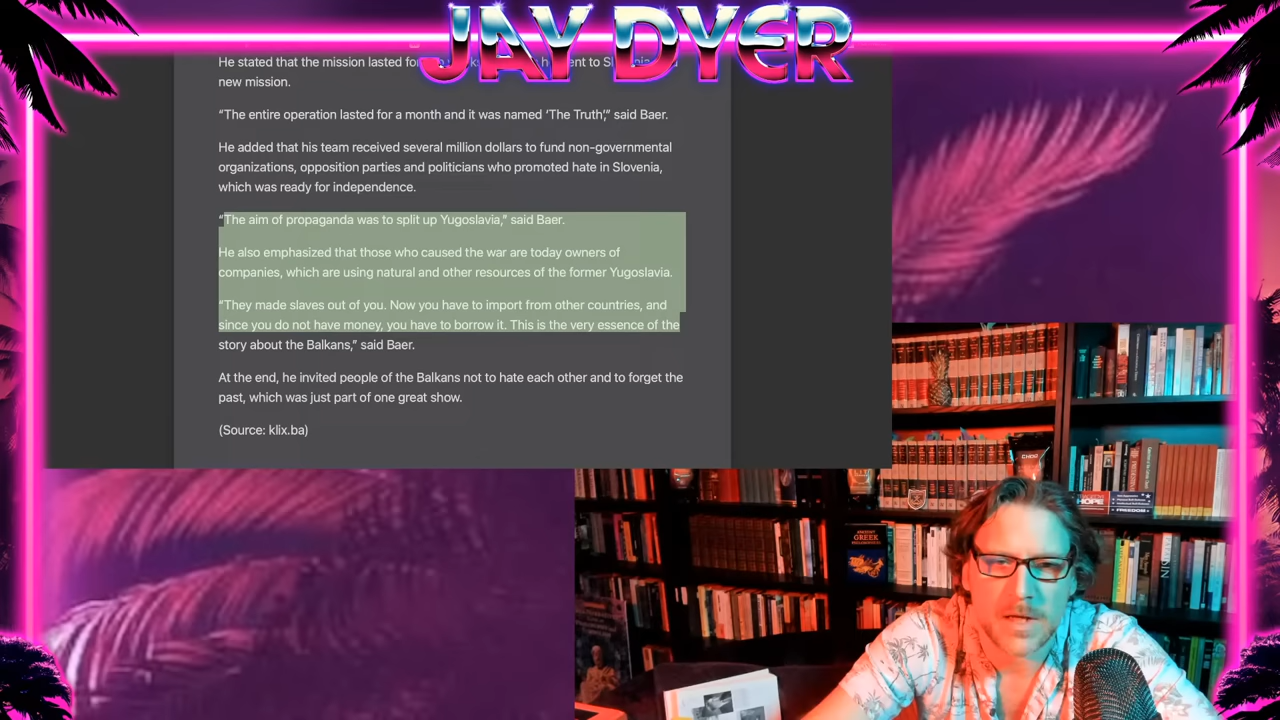 JAY DYER
He stated that the mission lasted for
new mission.
“The entire operation lasted for a month and it was named ‘The Truth’,” said Baer.
He added that his team received several million dollars to fund non-governmental
organizations, opposition parties and politicians who promoted hate in Slovenia,
which was ready for independence.
“The aim of propaganda was to split up Yugoslavia,” said Baer.
He also emphasized that those who caused the war are today owners of
companies, which are using natural and other resources of the former Yugoslavia.
“They made slaves out of you. Now you have to import from other countries, and
since you do not have money, you have to borrow it. This is the very essence of the
story about the Balkans,” said Baer.
At the end, he invited people of the Balkans not to hate each other and to forget the
past, which was just part of one great show.
(Source: klix.ba)
GREEK
HOPE
FREEDOM